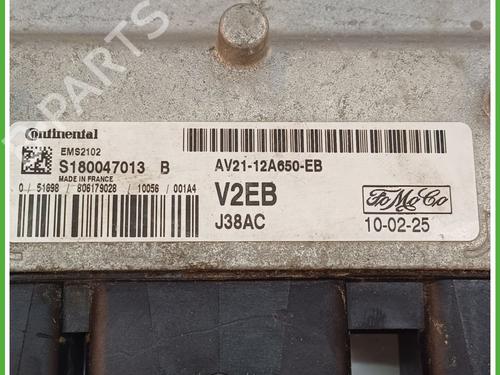 Continental
EMS2102
S180047013 B
MADE IN FRANCE
0 / 51698 / 806179028 / 10056 / 001A4
AV21-12A650-EB
V2EB
J38AC
FoMoCo
10-02-25